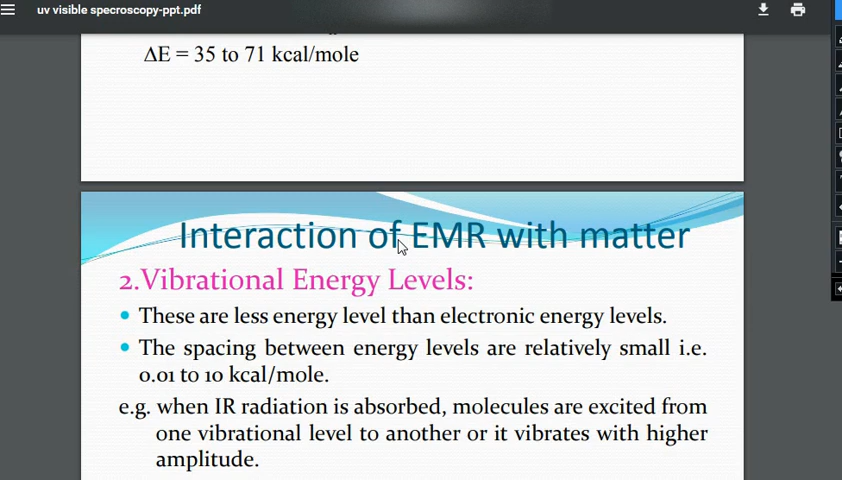 uv visible specroscopy-ppt.pdf
ΔE = 35 to 71 kcal/mole
Interaction of EMR with matter
2.Vibrational Energy Levels:
• These are less energy level than electronic energy levels.
• The spacing between energy levels are relatively small i.e.
0.01 to 10 kcal/mole.
e.g. when IR radiation is absorbed, molecules are excited from
one vibrational level to another or it vibrates with higher
amplitude.